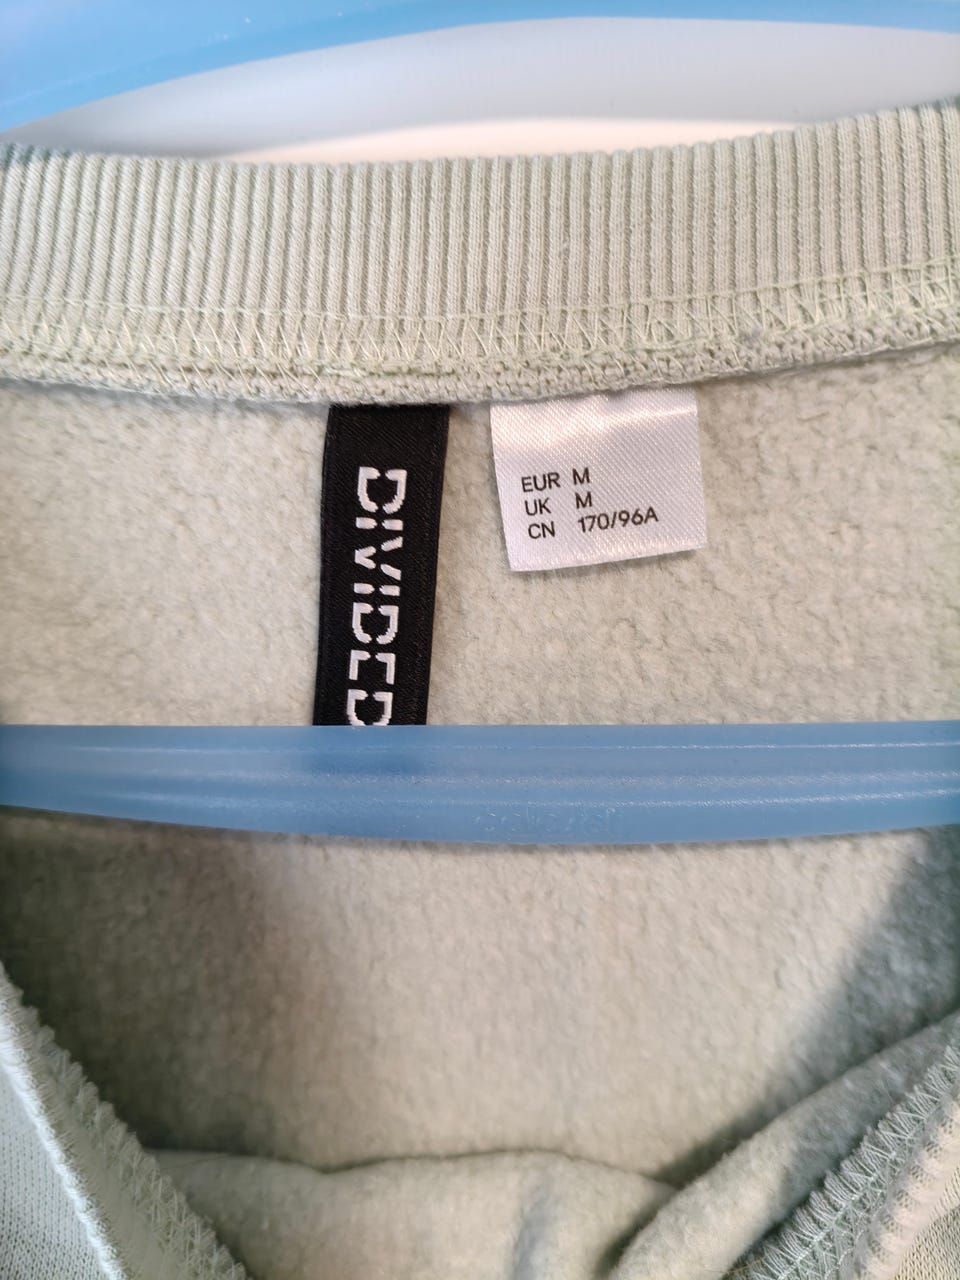 DIVIDED
EUR M
UK M
CN 170/96A